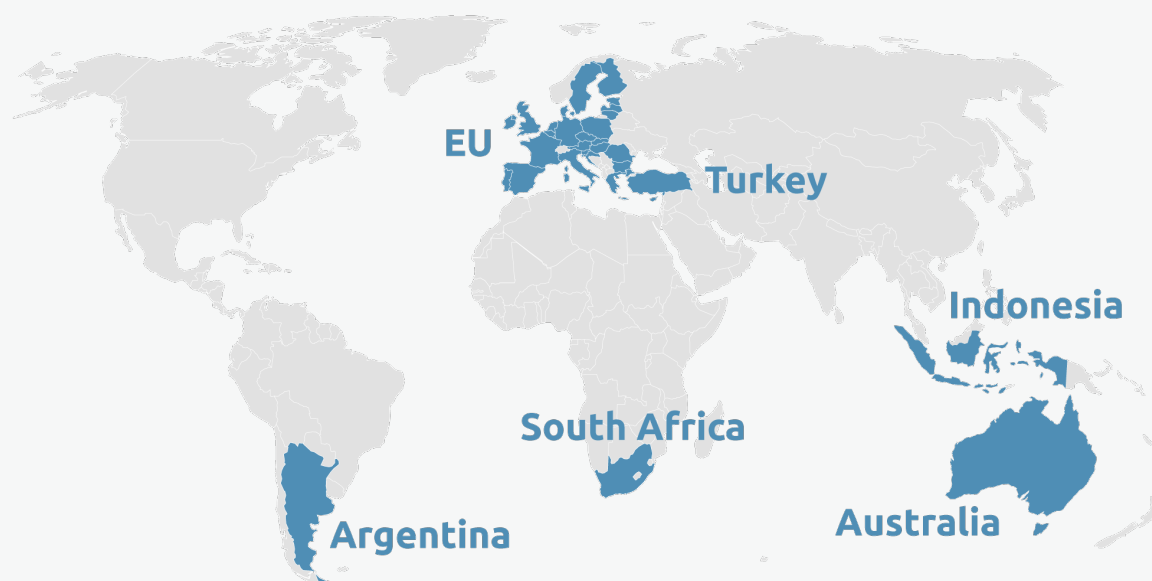 EU
Turkey
Indonesia
South Africa
Australia
Argentina